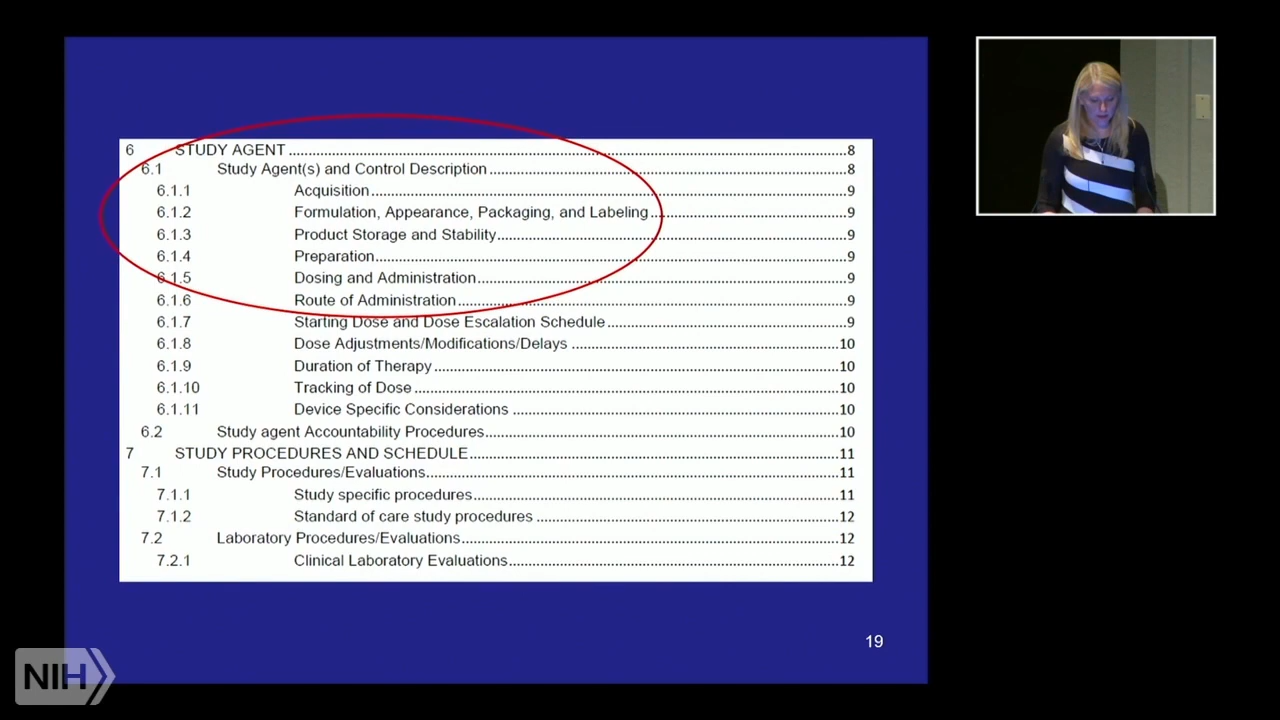 6 STUDY AGENT........................................................8
6.1 Study Agent(s) and Control Description........................................................8
6.1.1 Acquisition........................................................9
6.1.2 Formulation, Appearance, Packaging, and Labeling........................................................9
6.1.3 Product Storage and Stability........................................................9
6.1.4 Preparation........................................................9
6.1.5 Dosing and Administration........................................................9
6.1.6 Route of Administration........................................................9
6.1.7 Starting Dose and Dose Escalation Schedule........................................................9
6.1.8 Dose Adjustments/Modifications/Delays ........................................................10
6.1.9 Duration of Therapy........................................................10
6.1.10 Tracking of Dose........................................................10
6.1.11 Device Specific Considerations ........................................................10
6.2 Study agent Accountability Procedures........................................................10
7 STUDY PROCEDURES AND SCHEDULE........................................................11
7.1 Study Procedures/Evaluations........................................................11
7.1.1 Study specific procedures........................................................11
7.1.2 Standard of care study procedures ........................................................12
7.2 Laboratory Procedures/Evaluations........................................................12
7.2.1 Clinical Laboratory Evaluations........................................................12
19
NIH